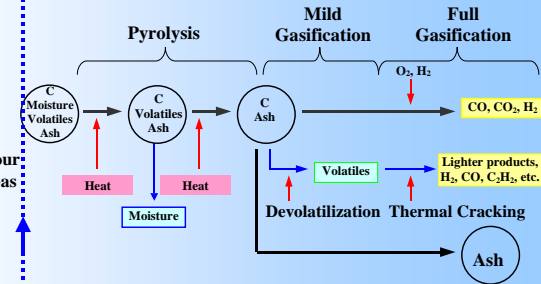 Pyrolysis
Mild
Gasification
Full
Gasification
O₂, H₂
C
Moisture
Volatiles
Ash
C
Volatiles
Ash
C
Ash
CO, CO₂, H₂
Heat
Heat
Moisture
Volatiles
Lighter products,
H₂, CO, C₂H₂, etc.
Devolatilization
Thermal Cracking
Ash